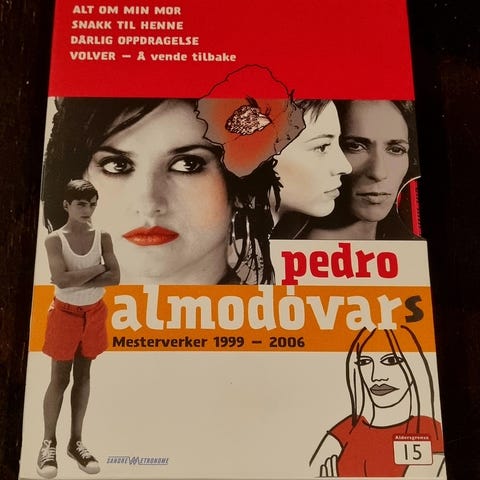 ALT OM MIN MOR
SNAKK TIL HENNE
DÅRLIG OPPDRAGELSE
VOLVER – Å vende tilbake
pedro
almodóvars
Mesterverker 1999 – 2006
SANDREW METRONOME
Aldersgrense
15